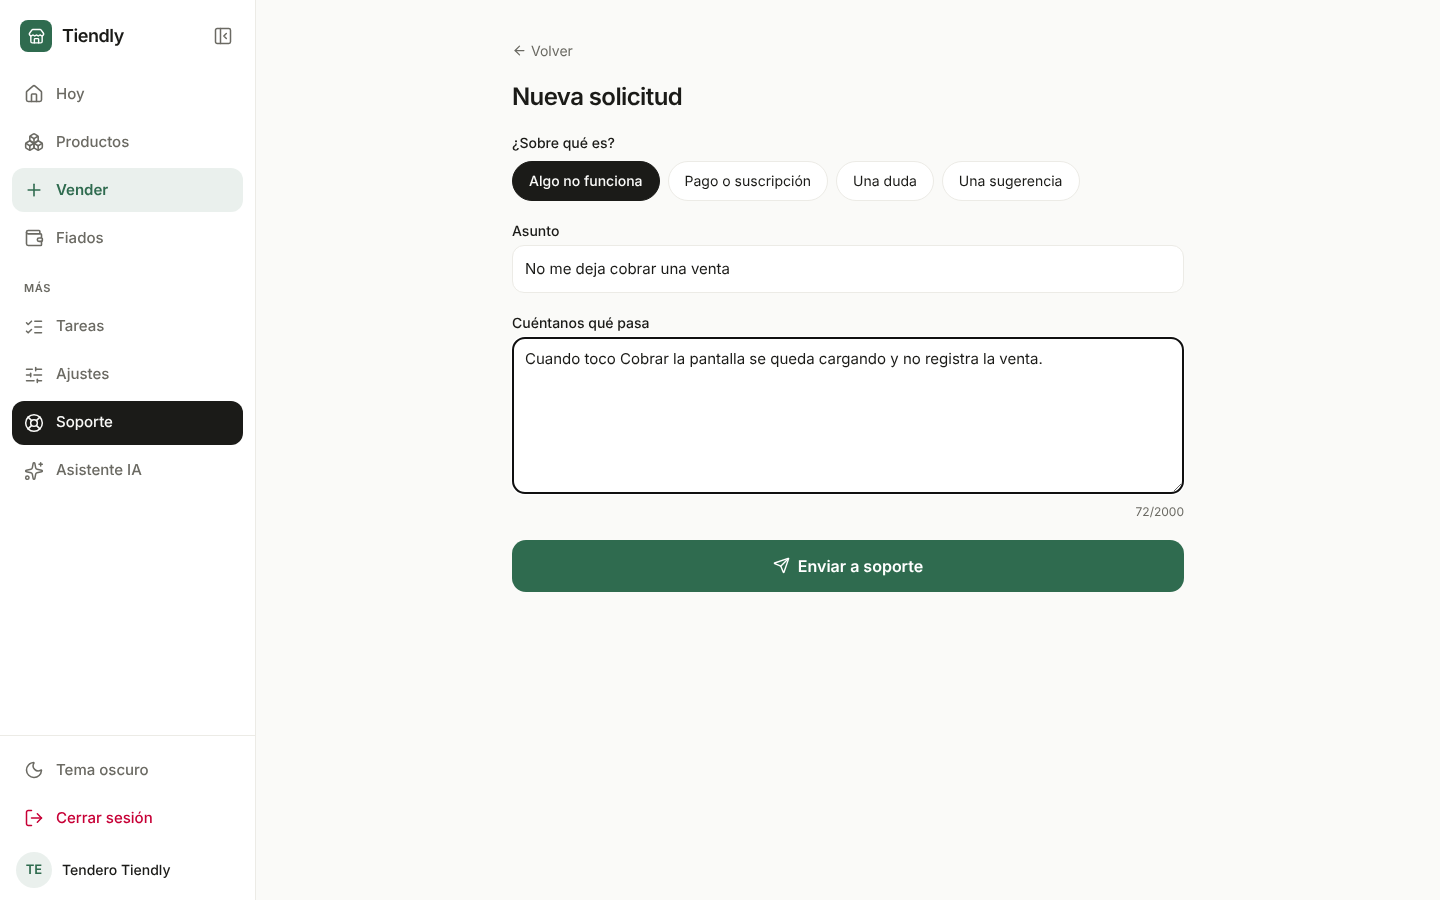 Tiendly
Hoy
Productos
Vender
Fiados
MÁS
Tareas
Ajustes
Soporte
Asistente IA
Tema oscuro
Cerrar sesión
TE
Tendero Tiendly
← Volver
Nueva solicitud
¿Sobre qué es?
Algo no funciona
Pago o suscripción
Una duda
Una sugerencia
Asunto
No me deja cobrar una venta
Cuéntanos qué pasa
Cuando toco Cobrar la pantalla se queda cargando y no registra la venta.
72/2000
Enviar a soporte